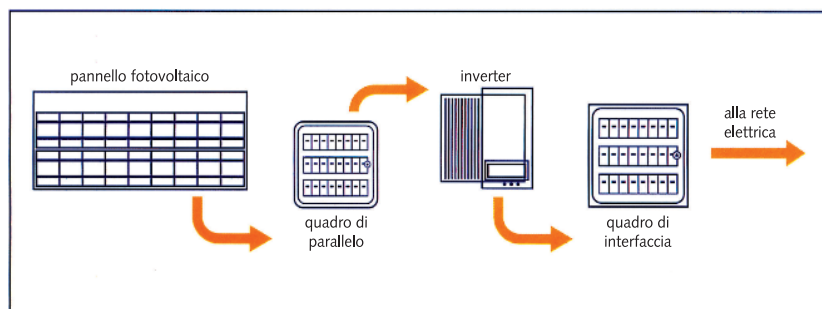 pannello fotovoltaico
quadro di
parallelo
inverter
quadro di
interfaccia
alla rete
elettrica